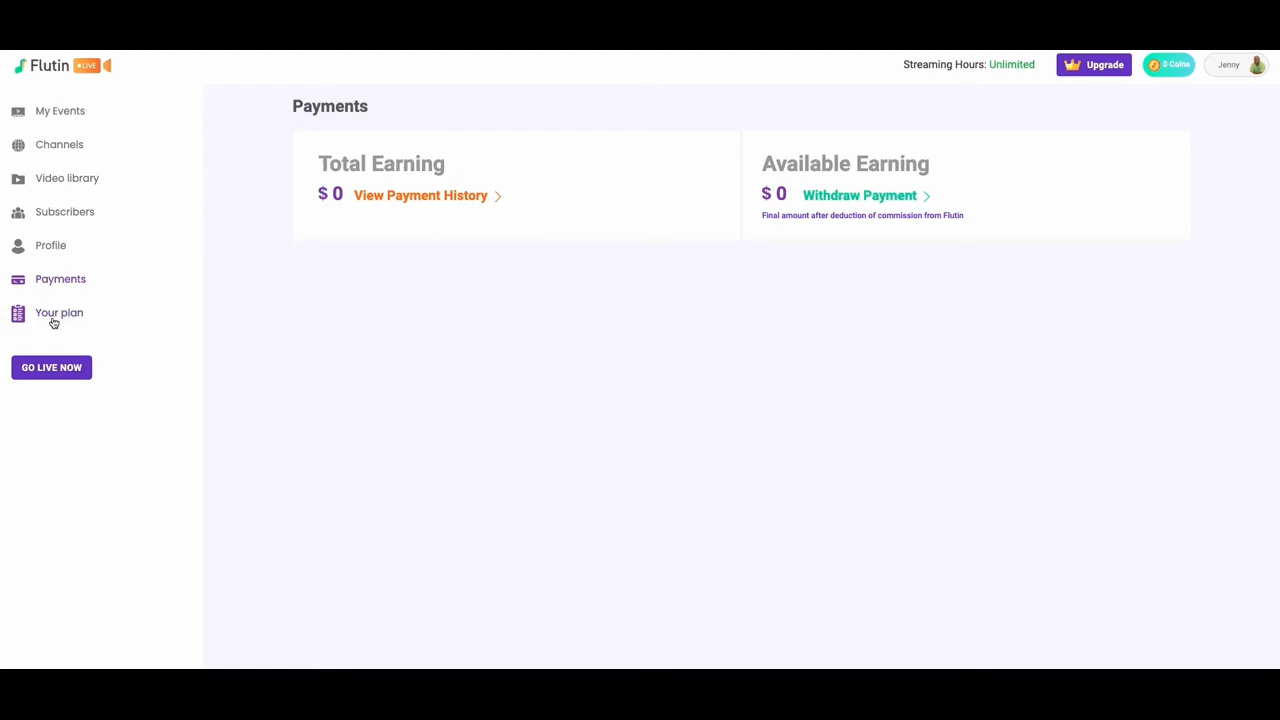 Flutin LIVE
Streaming Hours: Unlimited
Upgrade
0 Coins
Jenny
My Events
Channels
Video library
Subscribers
Profile
Payments
Your plan
GO LIVE NOW
Payments
Total Earning
$ 0 View Payment History
Available Earning
$ 0 Withdraw Payment
Final amount after deduction of commission from Flutin